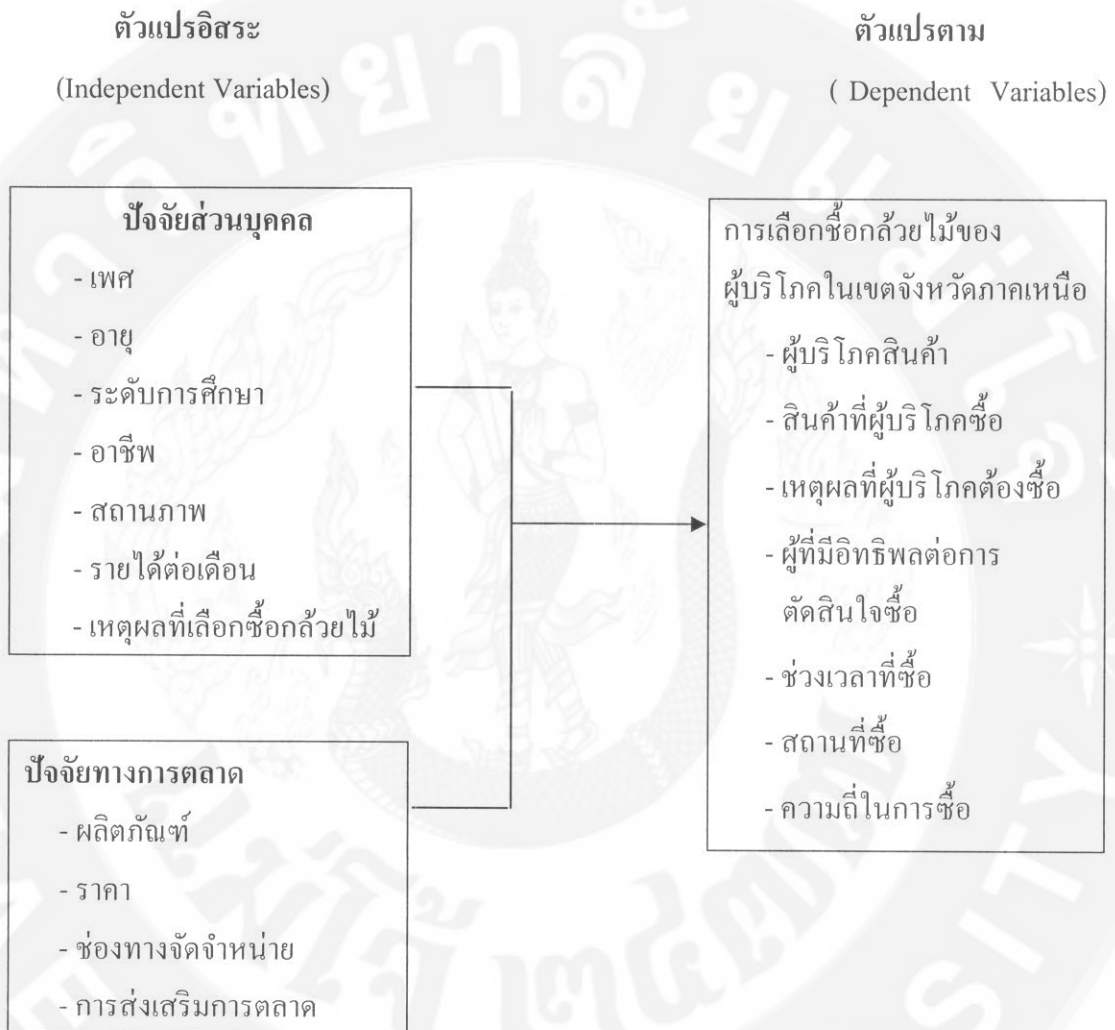 ตัวแปรอิสระ
(Independent Variables)
ตัวแปรตาม
( Dependent Variables)
ปัจจัยส่วนบุคคล
- เพศ
- อายุ
- ระดับการศึกษา
- อาชีพ
- สถานภาพ
- รายได้ต่อเดือน
- เหตุผลที่เลือกซื้อกล้วยไม้
ปัจจัยทางการตลาด
- ผลิตภัณฑ์
- ราคา
- ช่องทางจัดจำหน่าย
- การส่งเสริมการตลาด
การเลือกซื้อกล้วยไม้ของ
ผู้บริโภคในเขตจังหวัดภาคเหนือ
- ผู้บริโภคสินค้า
- สินค้าที่ผู้บริโภคซื้อ
- เหตุผลที่ผู้บริโภคต้องซื้อ
- ผู้ที่มีอิทธิพลต่อการ
ตัดสินใจซื้อ
- ช่วงเวลาที่ซื้อ
- สถานที่ซื้อ
- ความถี่ในการซื้อ